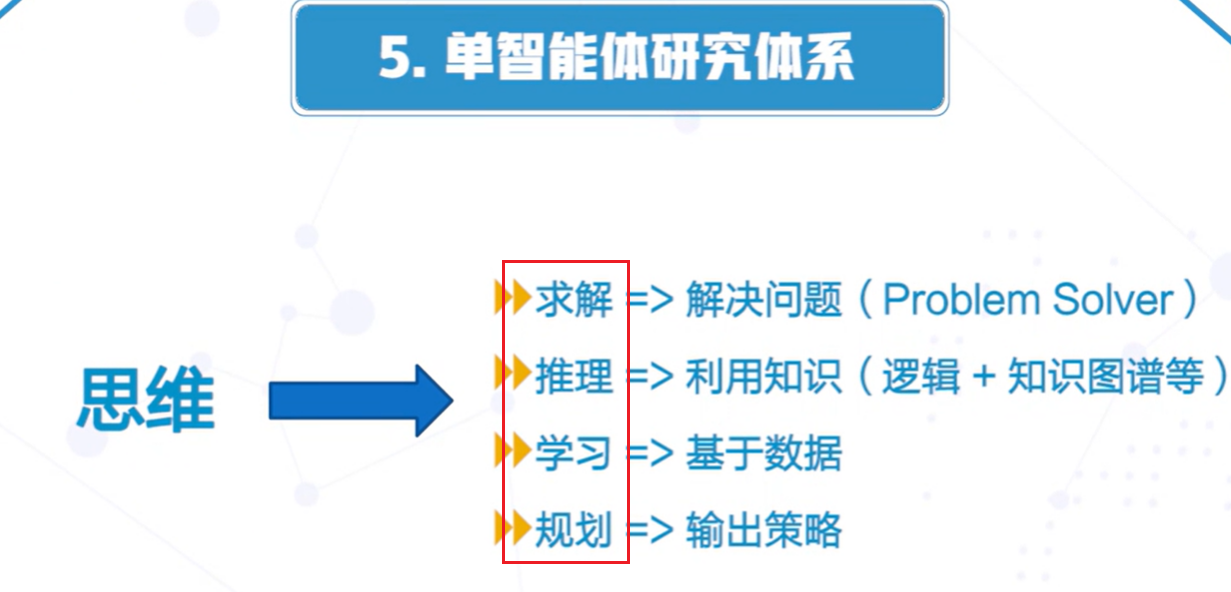 5. 单智能体研究体系
思维
求解 => 解决问题（Problem Solver）
推理 => 利用知识（逻辑 + 知识图谱等）
学习 => 基于数据
规划 => 输出策略